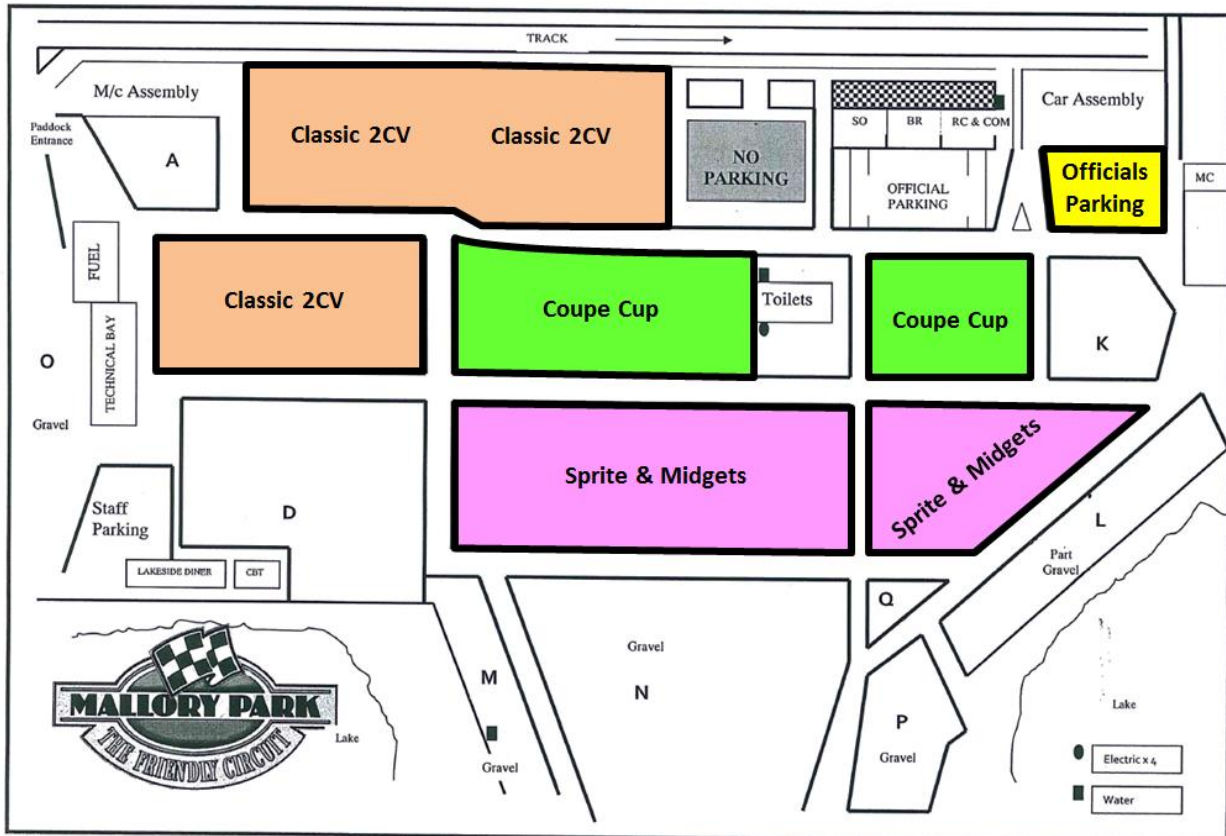 TRACK
M/c Assembly
Classic 2CV
Classic 2CV
SO
BR
RC & COM
Car Assembly
Paddock
Entrance
A
NO
PARKING
OFFICIAL
PARKING
Officials
Parking
MC
FUEL
Classic 2CV
Coupe Cup
Toilets
Coupe Cup
K
O
TECHNICAL BAY
Gravel
Staff
Parking
D
Sprite & Midgets
Sprite & Midgets
L
Part
Gravel
LAKESIDE DINER
CBT
Q
MALLORY PARK
THE FRIENDLY CIRCUIT
Lake
M
Gravel
Gravel
N
P
Gravel
Lake
Electric x 4
Water